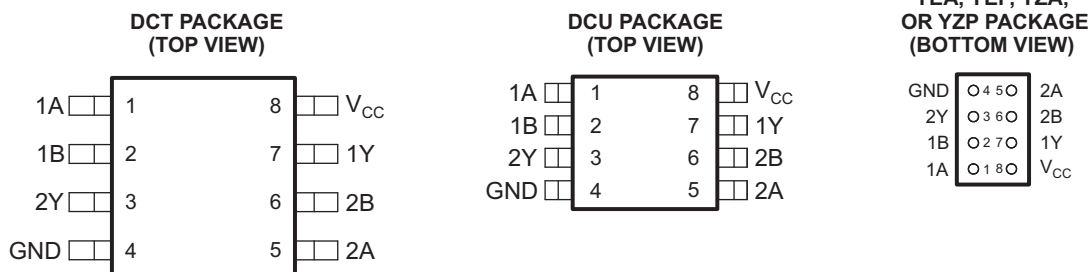 DCT PACKAGE
(TOP VIEW)
1A 1 8 VCC
1B 2 7 1Y
2Y 3 6 2B
GND 4 5 2A
DCU PACKAGE
(TOP VIEW)
1A 1 8 VCC
1B 2 7 1Y
2Y 3 6 2B
GND 4 5 2A
OR YZP PACKAGE
(BOTTOM VIEW)
GND 4 5 2A
2Y 3 6 2B
1B 2 7 1Y
1A 1 8 VCC